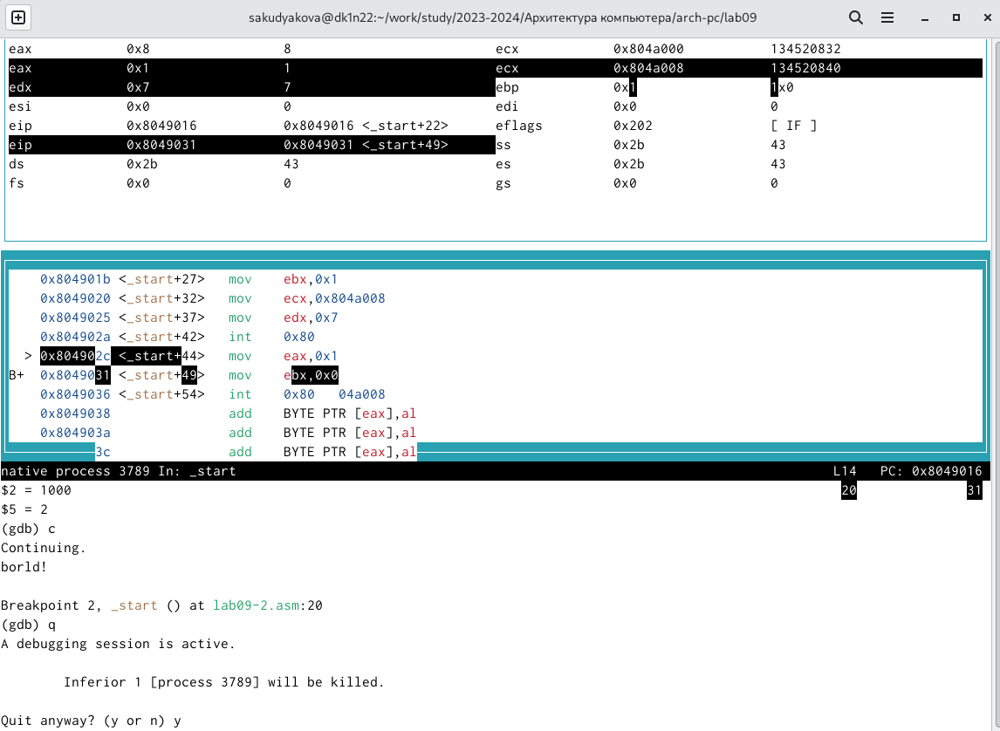 sakudyakova@dk1n22:~/work/study/2023-2024/Архитектура компьютера/arch-pc/lab09
eax 0x8 8 ecx 0x804a000 134520832
eax 0x1 1 ecx 0x804a008 134520840
edx 0x7 7 ebp 0x1 1x0
esi 0x0 0 edi 0x0 0
eip 0x8049016 0x8049016 <_start+22> eflags 0x202 [ IF ]
eip 0x8049031 0x8049031 <_start+49> ss 0x2b 43
ds 0x2b 43 es 0x2b 43
fs 0x0 0 gs 0x0 0
0x804901b <_start+27> mov ebx,0x1
0x8049020 <_start+32> mov ecx,0x804a008
0x8049025 <_start+37> mov edx,0x7
0x804902a <_start+42> int 0x80
> 0x804902c <_start+44> mov eax,0x1
B+ 0x8049031 <_start+49> mov ebx,0x0
0x8049036 <_start+54> int 0x80 04a008
0x8049038 add BYTE PTR [eax],al
0x804903a add BYTE PTR [eax],al
3c add BYTE PTR [eax],al
native process 3789 In: _start L14 PC: 0x8049016
$2 = 1000 20 31
$5 = 2
(gdb) c
Continuing.
borld!
Breakpoint 2, _start () at lab09-2.asm:20
(gdb) q
A debugging session is active.
Inferior 1 [process 3789] will be killed.
Quit anyway? (y or n) y